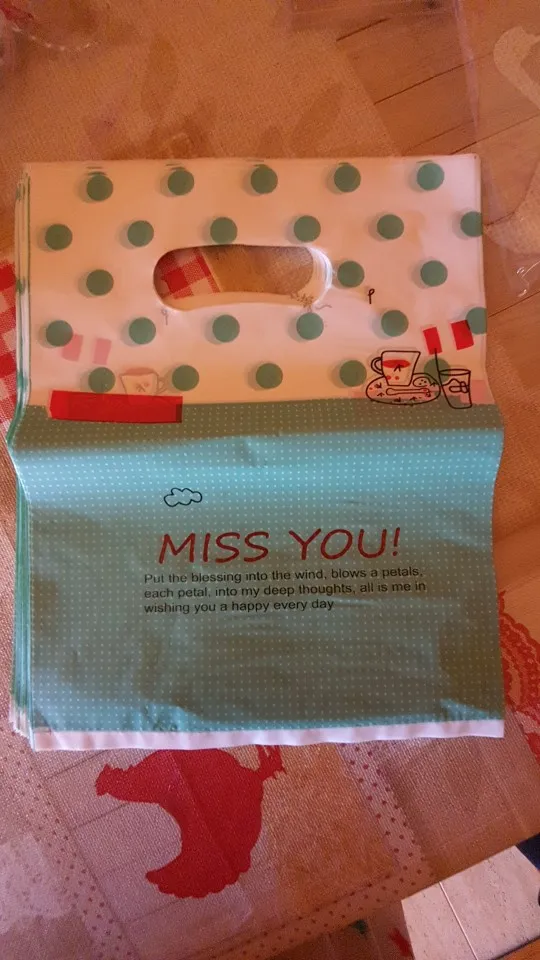 MISS YOU!
Put the blessing into the wind, blows a petals,
each petal, into my deep thoughts, all is me in
wishing you a happy every day